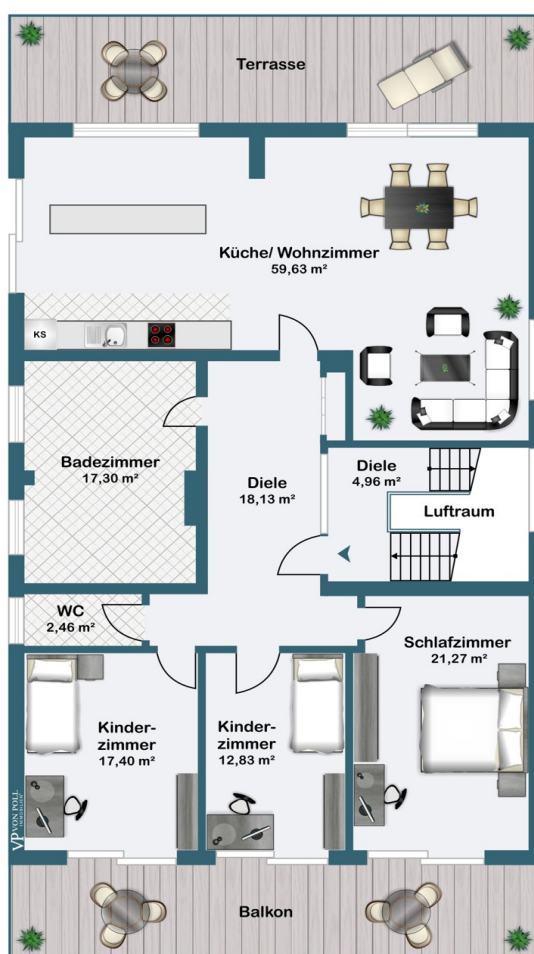 Terrasse
Küche/ Wohnzimmer
59,63 m²
KS
Badezimmer
17,30 m²
Diele
18,13 m²
Diele
4,96 m²
Luftraum
WC
2,46 m²
Schlafzimmer
21,27 m²
Kinder-
zimmer
17,40 m²
Kinder-
zimmer
12,83 m²
VP VON POLL
IMMOBILIEN
Balkon